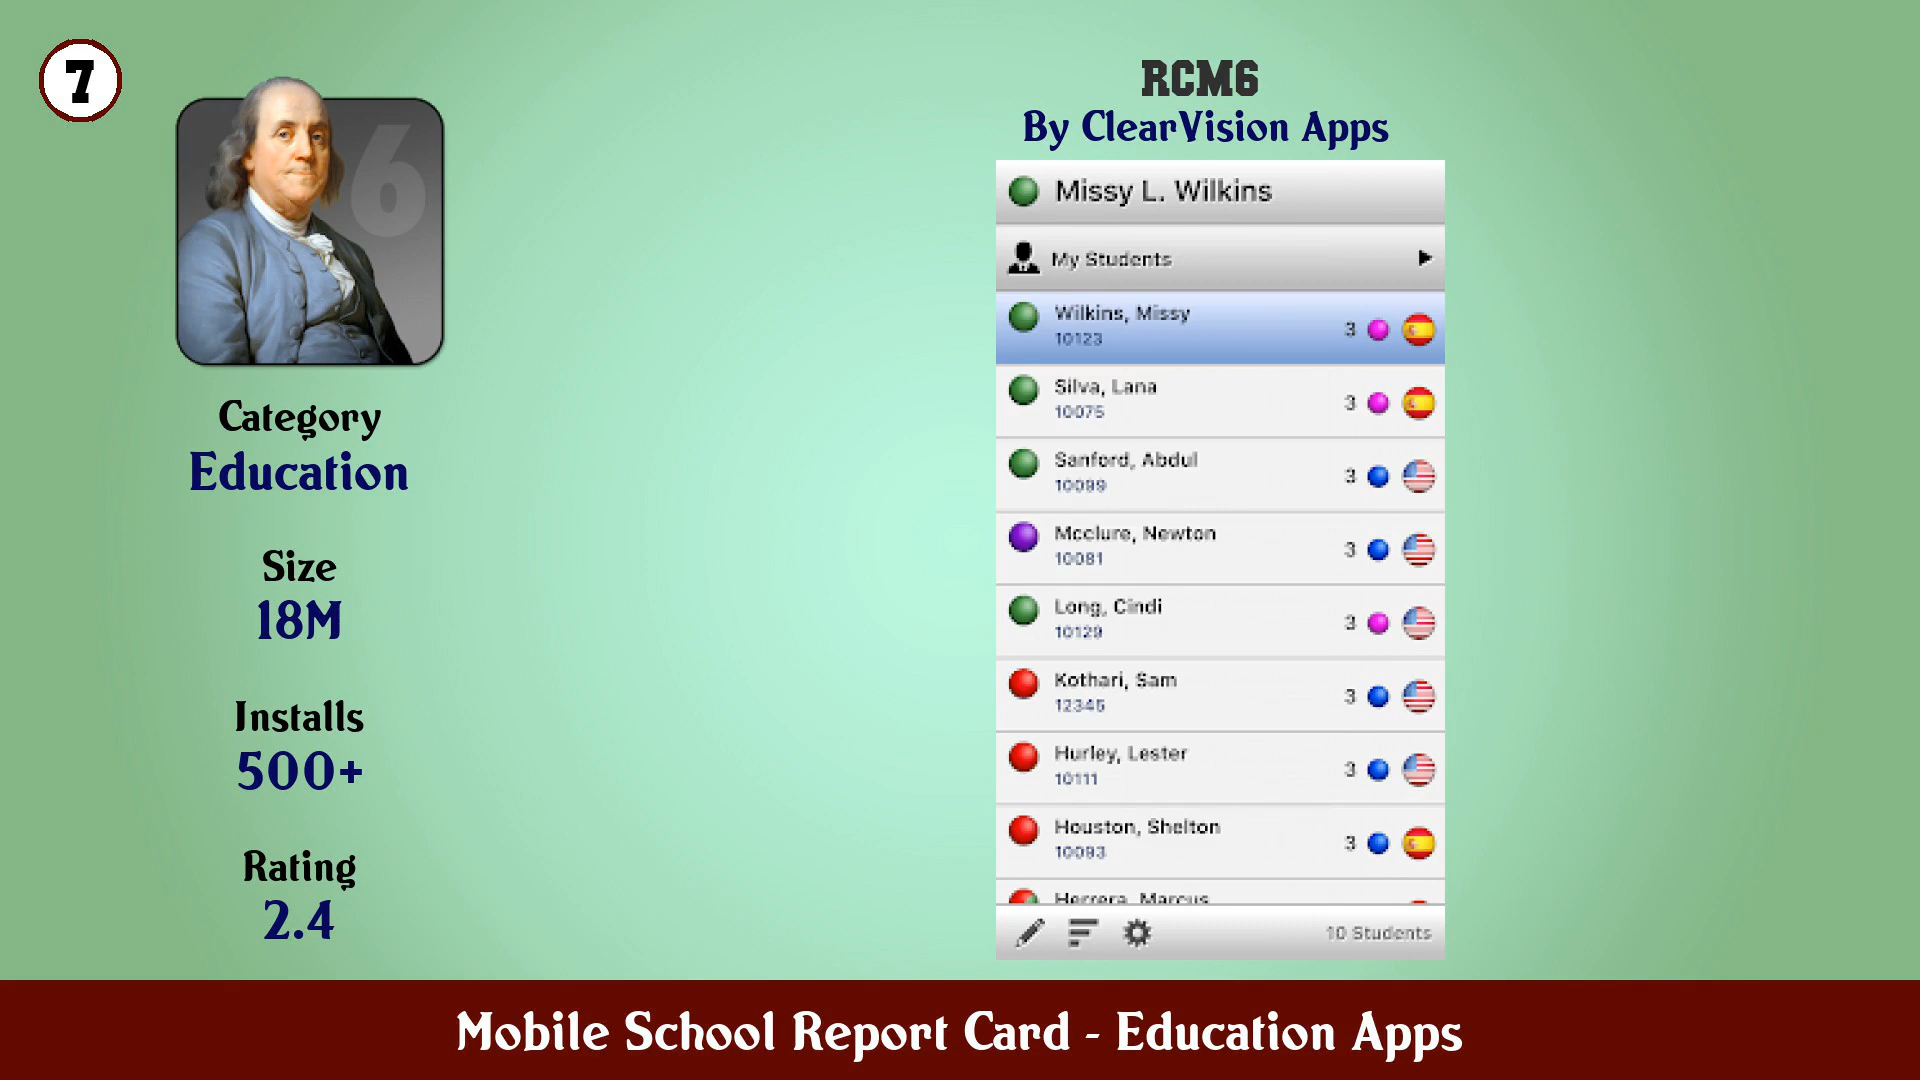 7
6
Category
Education
Size
18M
Installs
500+
Rating
2.4
RCM6
By ClearVision Apps
Missy L. Wilkins
My Students
Wilkins, Missy
10123
3
Silva, Lana
10075
3
Sanford, Abdul
10099
3
Mcclure, Newton
10081
3
Long, Cindi
10129
3
Kothari, Sam
12345
3
Hurley, Lester
10111
3
Houston, Shelton
10093
3
Herrera, Marcus
10 Students
Mobile School Report Card - Education Apps